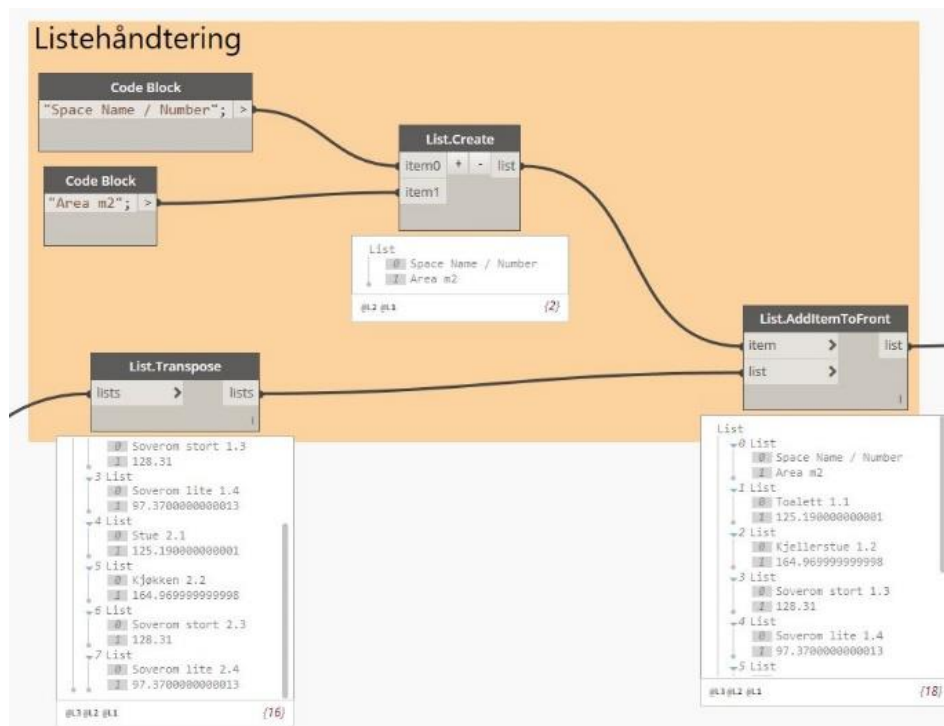 Listehåndtering
Code Block
"Space Name / Number"; >
List.Create
item0 + - list
item1
Code Block
"Area m2"; >
List
0 Space Name / Number
1 Area m2
@L2 @L1 {2}
List.AddItemToFront
item > list
list >
l
List.Transpose
lists > lists
l
0 Soverom stort 1.3
1 128.31
3 List
0 Soverom lite 1.4
1 97.3700000000013
4 List
0 Stue 2.1
1 125.190000000001
5 List
0 Kjøkken 2.2
1 164.969999999998
6 List
0 Soverom stort 2.3
1 128.31
7 List
0 Soverom lite 2.4
1 97.3700000000013
@L3 @L2 @L1 {16}
List
0 List
0 Space Name / Number
1 Area m2
1 List
0 Toalett 1.1
1 125.190000000001
2 List
0 Kjellerstue 1.2
1 164.969999999998
3 List
0 Soverom stort 1.3
1 128.31
4 List
0 Soverom lite 1.4
1 97.3700000000013
5 List
@L3 @L2 @L1 {18}